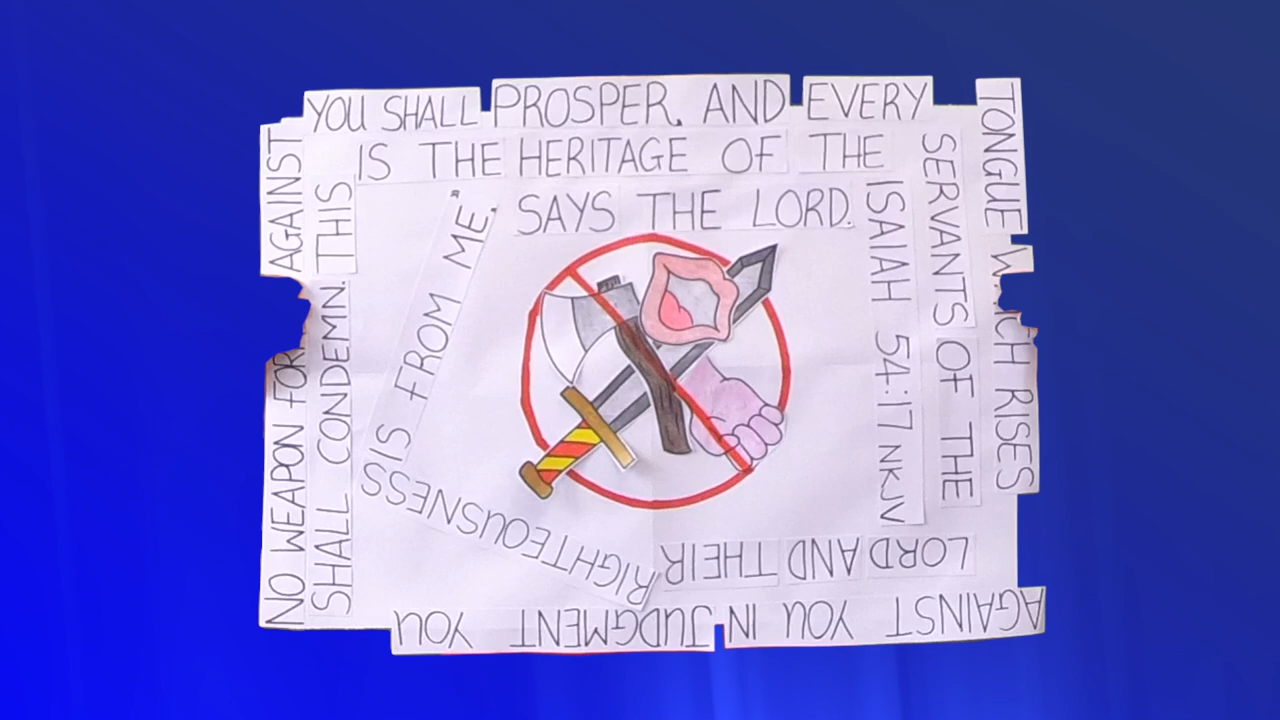 NO WEAPON AGAINST
YOU SHALL PROSPER, AND EVERY
TONGUE WHICH RISES
AGAINST YOU IN JUDGMENT YOU
SHALL CONDEMN. THIS
IS THE HERITAGE OF THE
SERVANTS OF THE
LORD AND THEIR
RIGHTEOUSNESS
IS FROM ME,"
SAYS THE LORD.
ISAIAH 54:17 NKJV